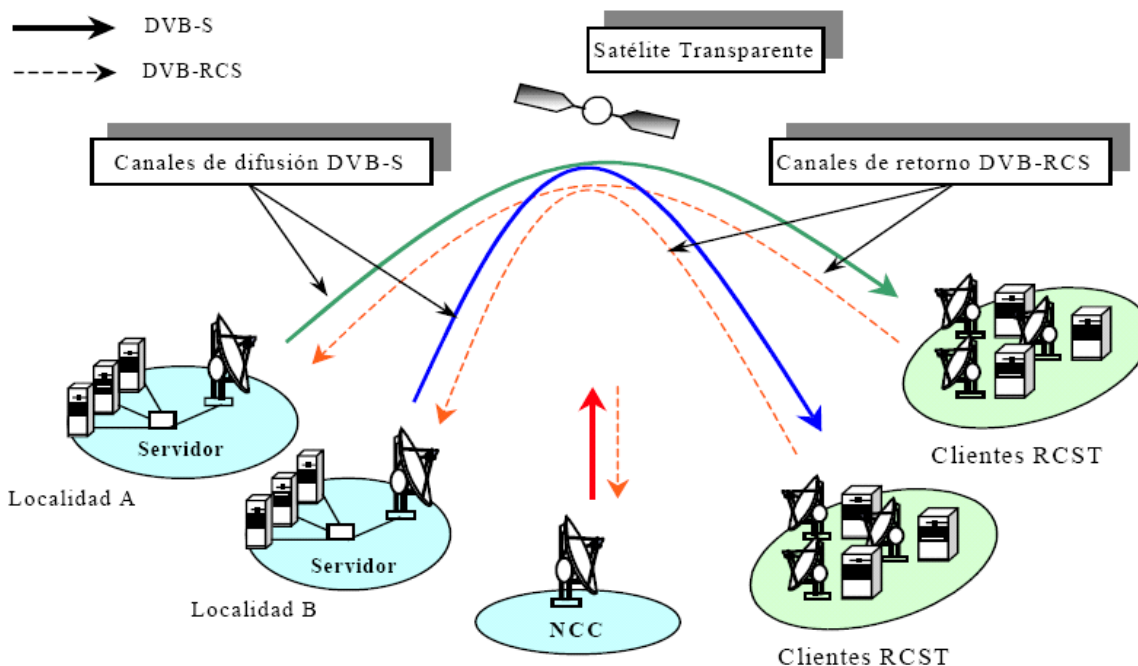 DVB-S
DVB-RCS
Satélite Transparente
Canales de difusión DVB-S
Canales de retorno DVB-RCS
Servidor
Localidad A
Servidor
Localidad B
NCC
Clientes RCST
Clientes RCST